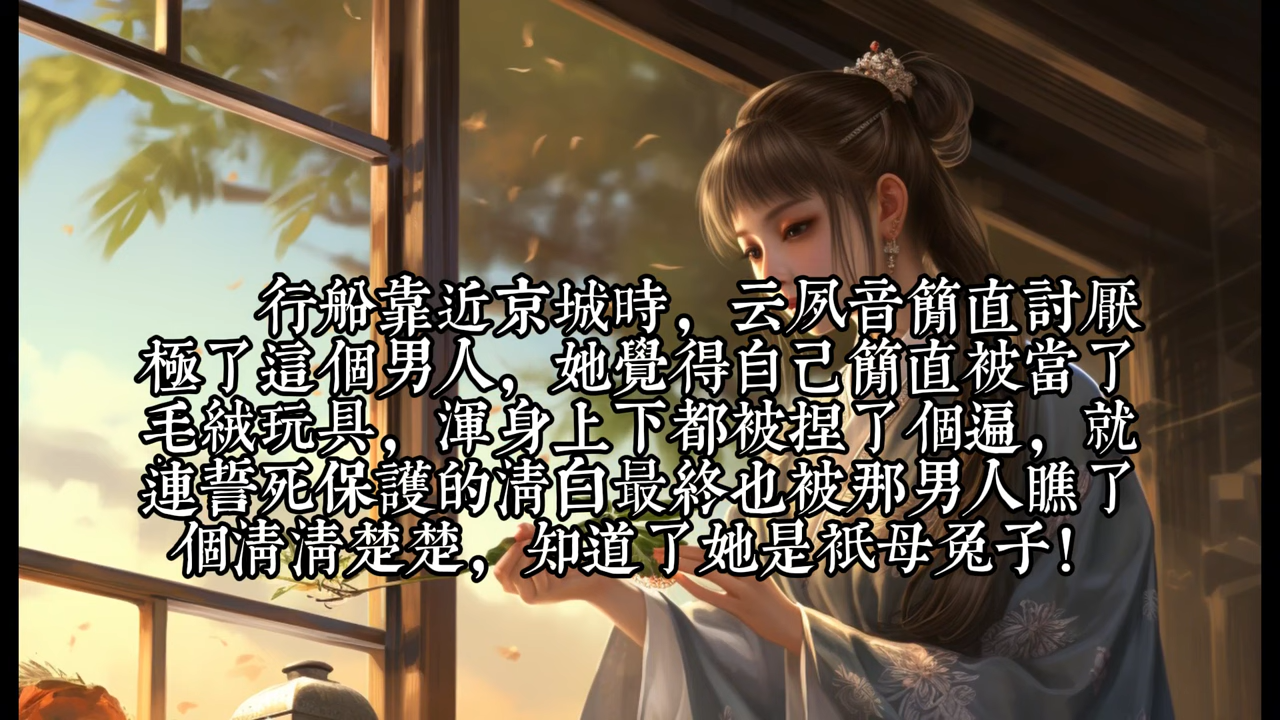 行船靠近京城時，云夙音簡直討厭
極了這個男人，她覺得自己簡直被當了
毛絨玩具，渾身上下都被捏了個遍，就
連誓死保護的清白最終也被那男人瞧了
個清清楚楚，知道了她是衹母兔子！